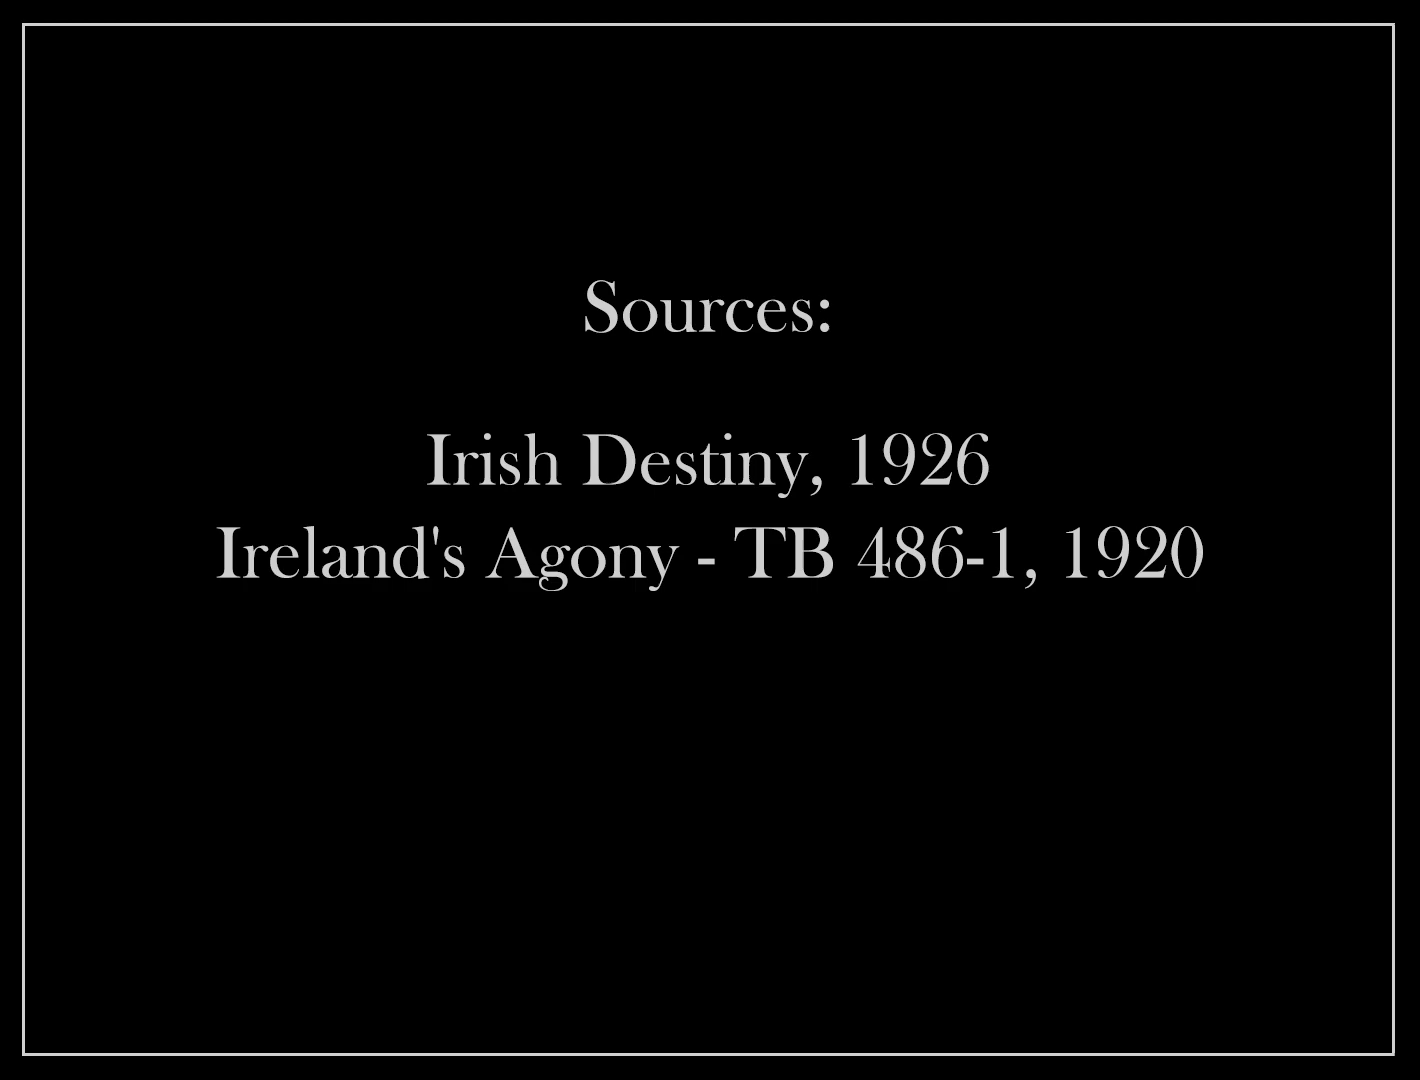 Sources:
Irish Destiny, 1926
Ireland's Agony - TB 486-1, 1920